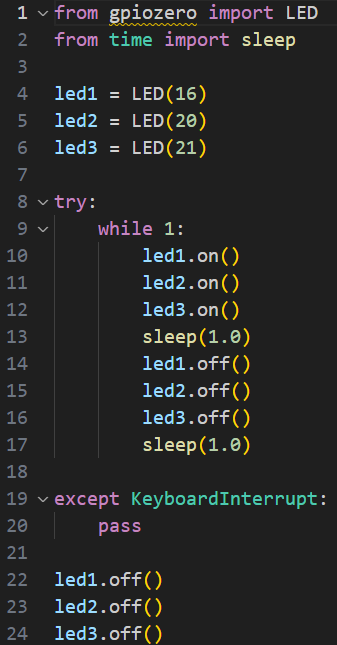 1 from gpiozero import LED
2 from time import sleep
3
4 led1 = LED(16)
5 led2 = LED(20)
6 led3 = LED(21)
7
8 try:
9     while 1:
10         led1.on()
11         led2.on()
12         led3.on()
13         sleep(1.0)
14         led1.off()
15         led2.off()
16         led3.off()
17         sleep(1.0)
18
19 except KeyboardInterrupt:
20     pass
21
22 led1.off()
23 led2.off()
24 led3.off()